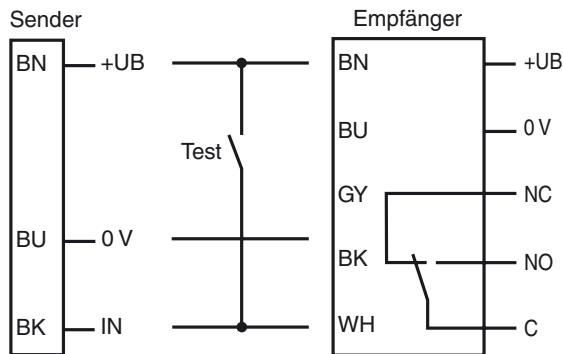 Sender
BN +UB
BU 0 V
BK IN
Test
Empfänger
BN +UB
BU 0 V
GY NC
BK NO
WH C